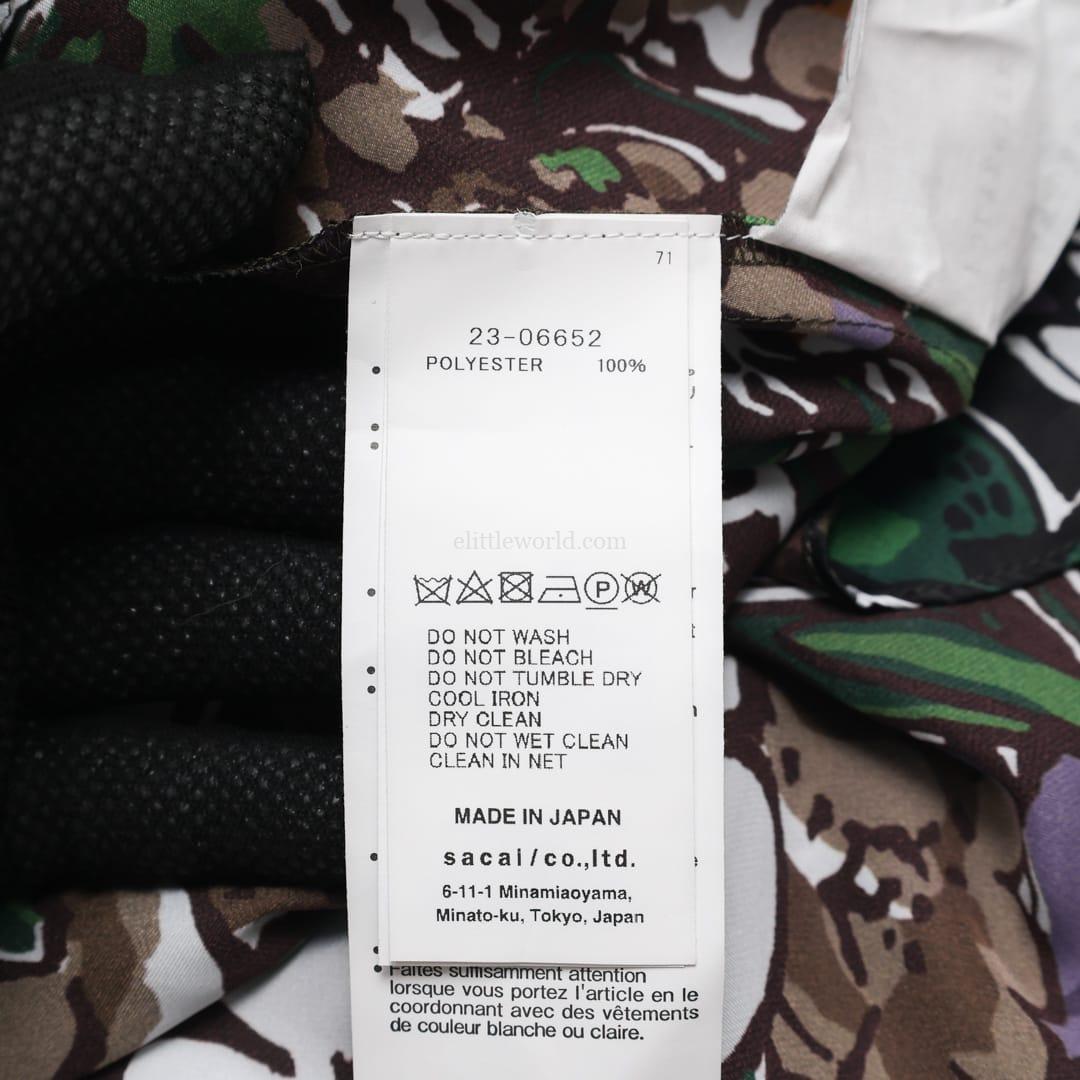 71
23-06652
POLYESTER 100%
elittleworld.com
P W
DO NOT WASH
DO NOT BLEACH
DO NOT TUMBLE DRY
COOL IRON
DRY CLEAN
DO NOT WET CLEAN
CLEAN IN NET
MADE IN JAPAN
sacai/co.,ltd.
6-11-1 Minamiaoyama,
Minato-ku, Tokyo, Japan
Faites suffisamment attention
lorsque vous portez l'article en le
coordonnant avec des vêtements
de couleur blanche ou claire.